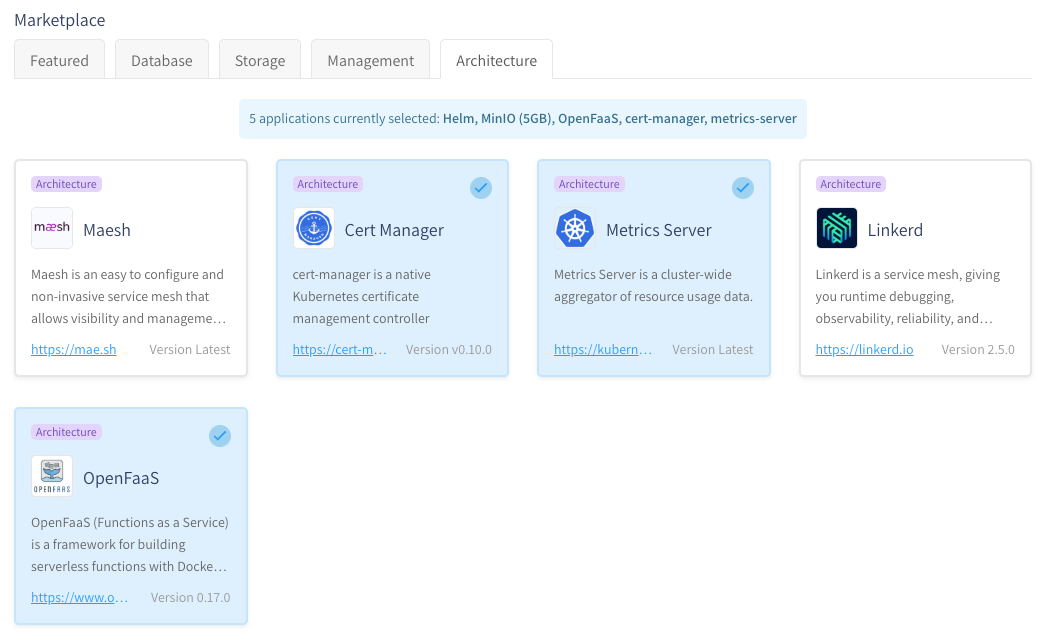 Marketplace
Featured
Database
Storage
Management
Architecture
5 applications currently selected: Helm, MinIO (5GB), OpenFaaS, cert-manager, metrics-server
Architecture
mæsh
Maesh
Maesh is an easy to configure and
non-invasive service mesh that
allows visibility and manageme…
https://mae.sh
Version Latest
Architecture
Cert Manager
cert-manager is a native
Kubernetes certificate
management controller
https://cert-m…
Version v0.10.0
Architecture
Metrics Server
Metrics Server is a cluster-wide
aggregator of resource usage data.
https://kubern…
Version Latest
Architecture
Linkerd
Linkerd is a service mesh, giving
you runtime debugging,
observability, reliability, and…
https://linkerd.io
Version 2.5.0
Architecture
OPENFAAS
OpenFaaS
OpenFaaS (Functions as a Service)
is a framework for building
serverless functions with Docke…
https://www.o…
Version 0.17.0